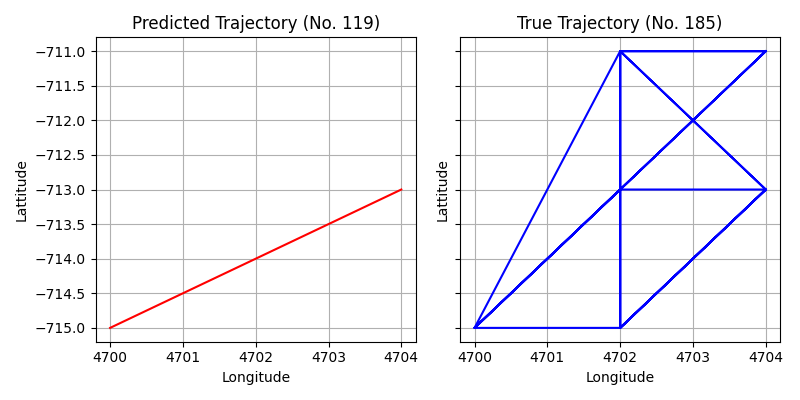 Predicted Trajectory (No. 119)
True Trajectory (No. 185)
−711.0
−711.5
−712.0
−712.5
−713.0
−713.5
−714.0
−714.5
−715.0
Lattitude
Lattitude
4700 4701 4702 4703 4704
4700 4701 4702 4703 4704
Longitude
Longitude